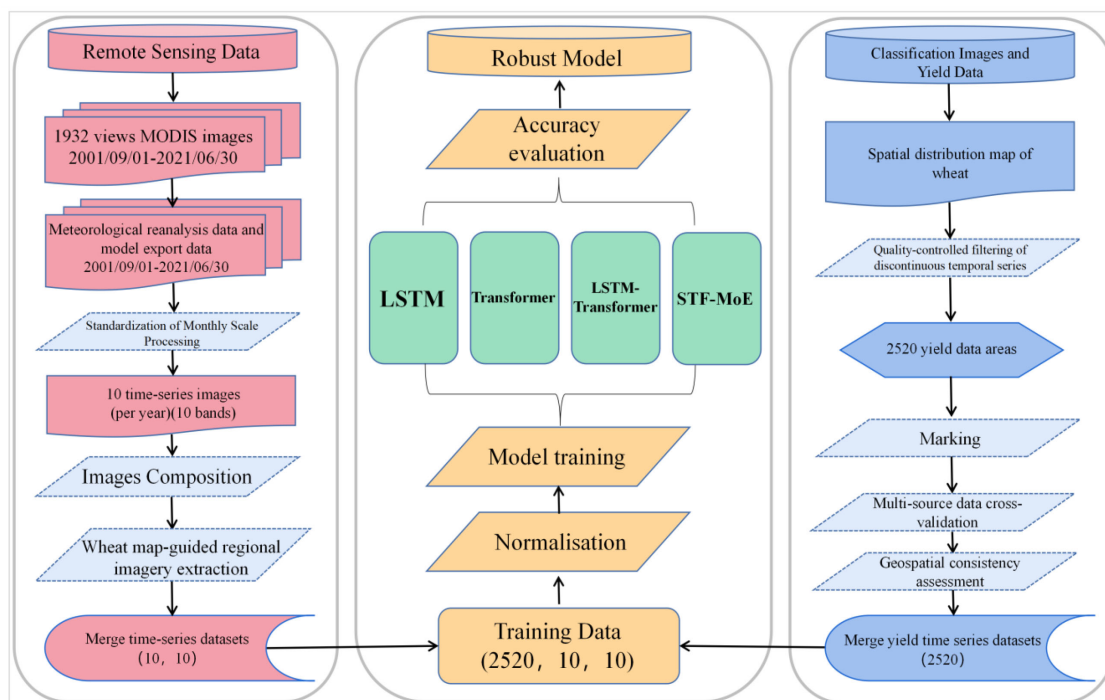 Remote Sensing Data
1932 views MODIS images
2001/09/01-2021/06/30
Meteorological reanalysis data and
model export data
2001/09/01-2021/06/30
Standardization of Monthly Scale
Processing
10 time-series images
(per year)(10 bands)
Images Composition
Wheat map-guided regional
imagery extraction
Merge time-series datasets
(10, 10)
Robust Model
Accuracy
evaluation
LSTM
Transformer
LSTM-
Transformer
STF-MoE
Model training
Normalisation
Training Data
(2520, 10, 10)
Classification Images and
Yield Data
Spatial distribution map of
wheat
Quality-controlled filtering of
discontinuous temporal series
2520 yield data areas
Marking
Multi-source data cross-
validation
Geospatial consistency
assessment
Merge yield time series datasets
(2520)